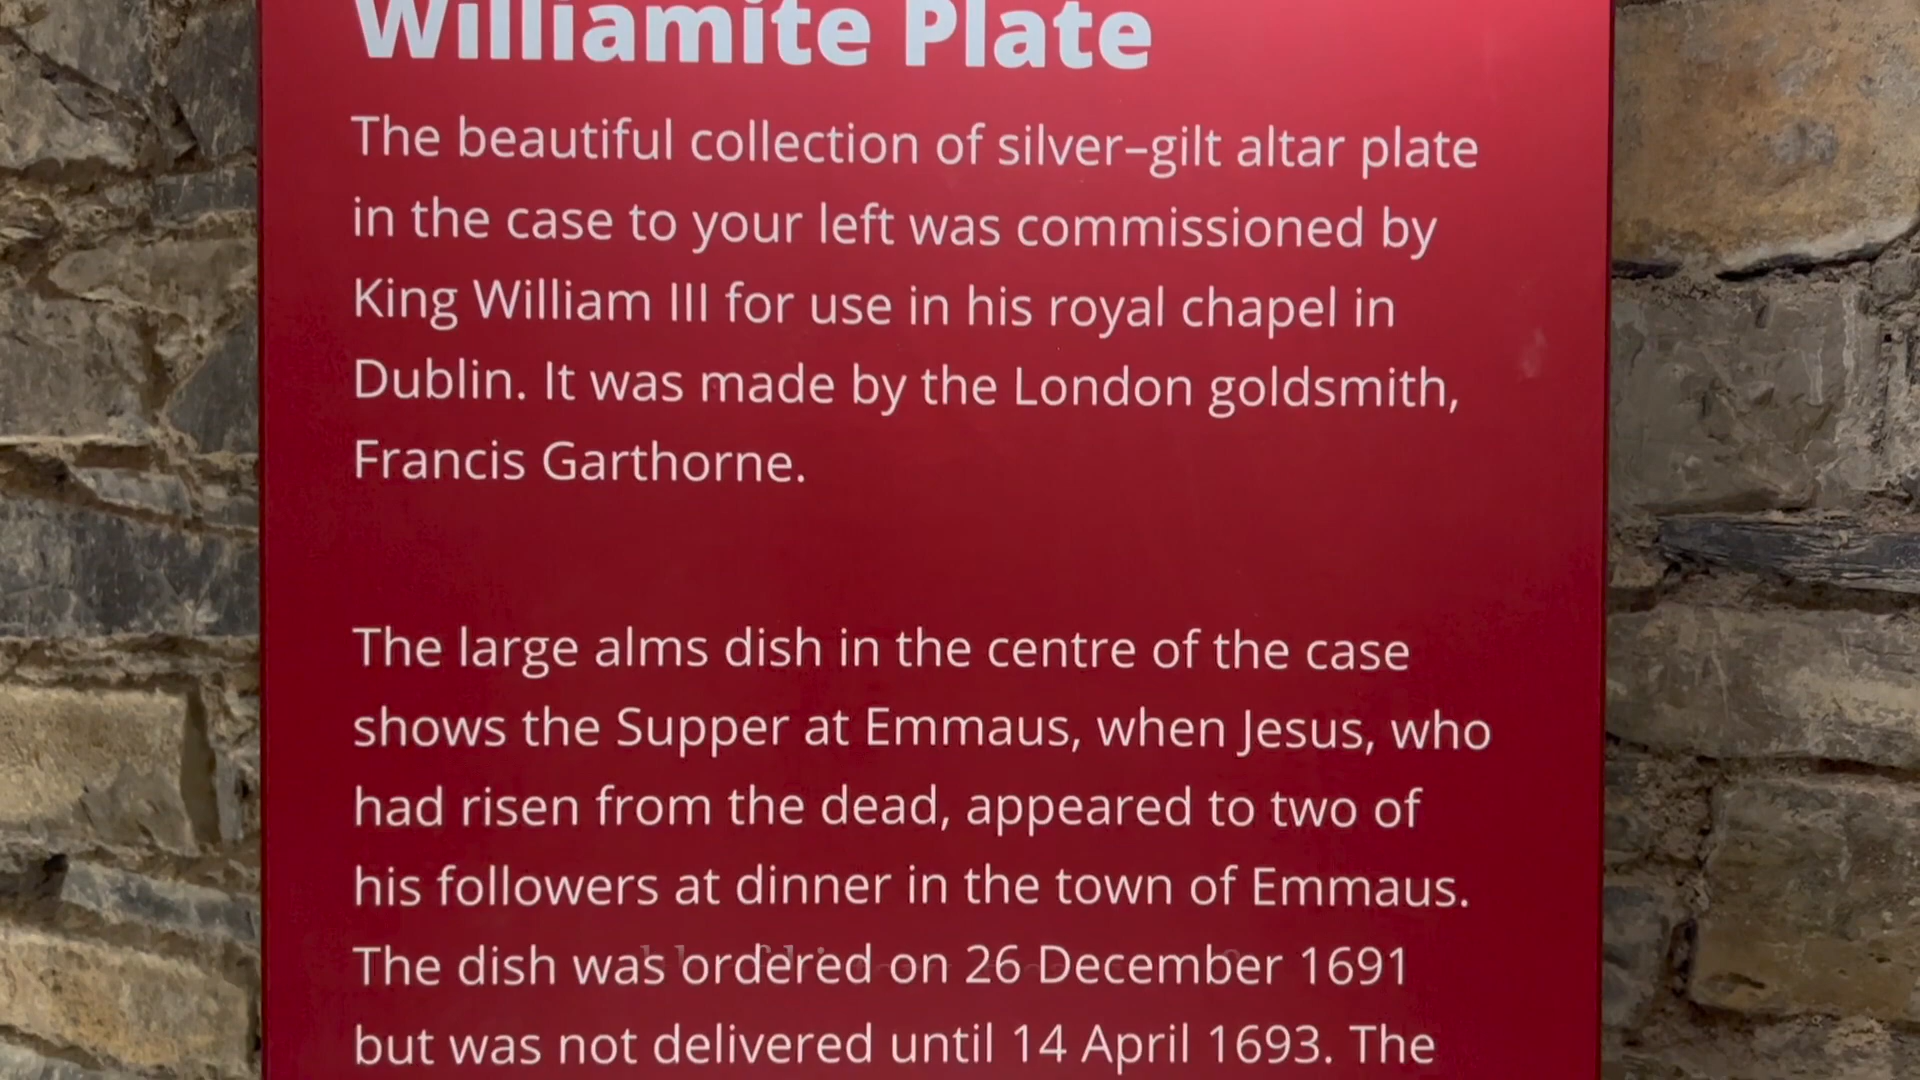 Williamite Plate
The beautiful collection of silver–gilt altar plate
in the case to your left was commissioned by
King William III for use in his royal chapel in
Dublin. It was made by the London goldsmith,
Francis Garthorne.
The large alms dish in the centre of the case
shows the Supper at Emmaus, when Jesus, who
had risen from the dead, appeared to two of
his followers at dinner in the town of Emmaus.
The dish was ordered on 26 December 1691
but was not delivered until 14 April 1693. The